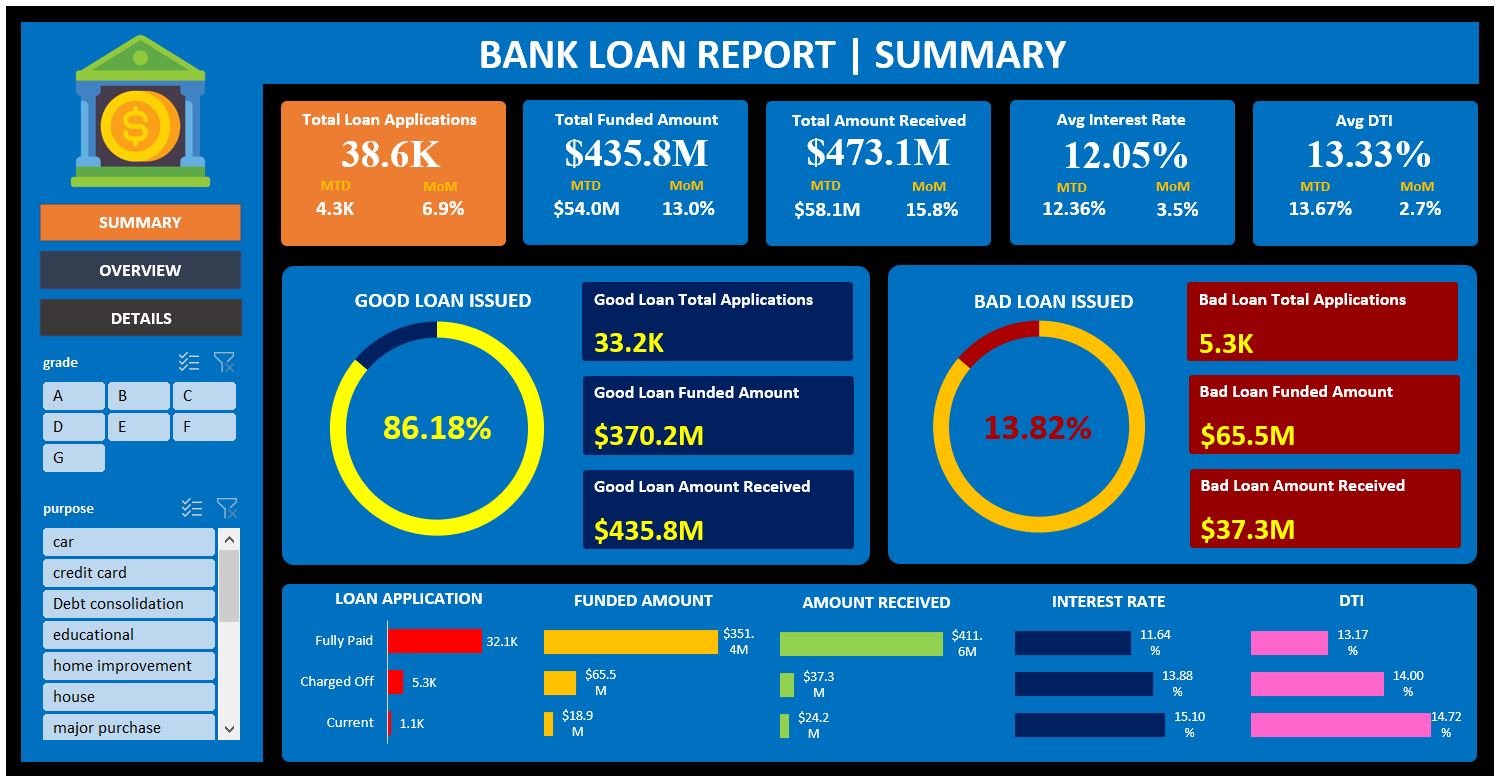 BANK LOAN REPORT | SUMMARY
Total Loan Applications
38.6K
MTD MoM
4.3K 6.9%
Total Funded Amount
$435.8M
MTD MoM
$54.0M 13.0%
Total Amount Received
$473.1M
MTD MoM
$58.1M 15.8%
Avg Interest Rate
12.05%
MTD MoM
12.36% 3.5%
Avg DTI
13.33%
MTD MoM
13.67% 2.7%
SUMMARY
OVERVIEW
DETAILS
grade
A B C
D E F
G
purpose
car
credit card
Debt consolidation
educational
home improvement
house
major purchase
GOOD LOAN ISSUED
86.18%
Good Loan Total Applications
33.2K
Good Loan Funded Amount
$370.2M
Good Loan Amount Received
$435.8M
BAD LOAN ISSUED
13.82%
Bad Loan Total Applications
5.3K
Bad Loan Funded Amount
$65.5M
Bad Loan Amount Received
$37.3M
LOAN APPLICATION
Fully Paid 32.1K
Charged Off 5.3K
Current 1.1K
FUNDED AMOUNT
$351.
4M
$65.5
M
$18.9
M
AMOUNT RECEIVED
$411.
6M
$37.3
M
$24.2
M
INTEREST RATE
11.64
%
13.88
%
15.10
%
DTI
13.17
%
14.00
%
14.72
%